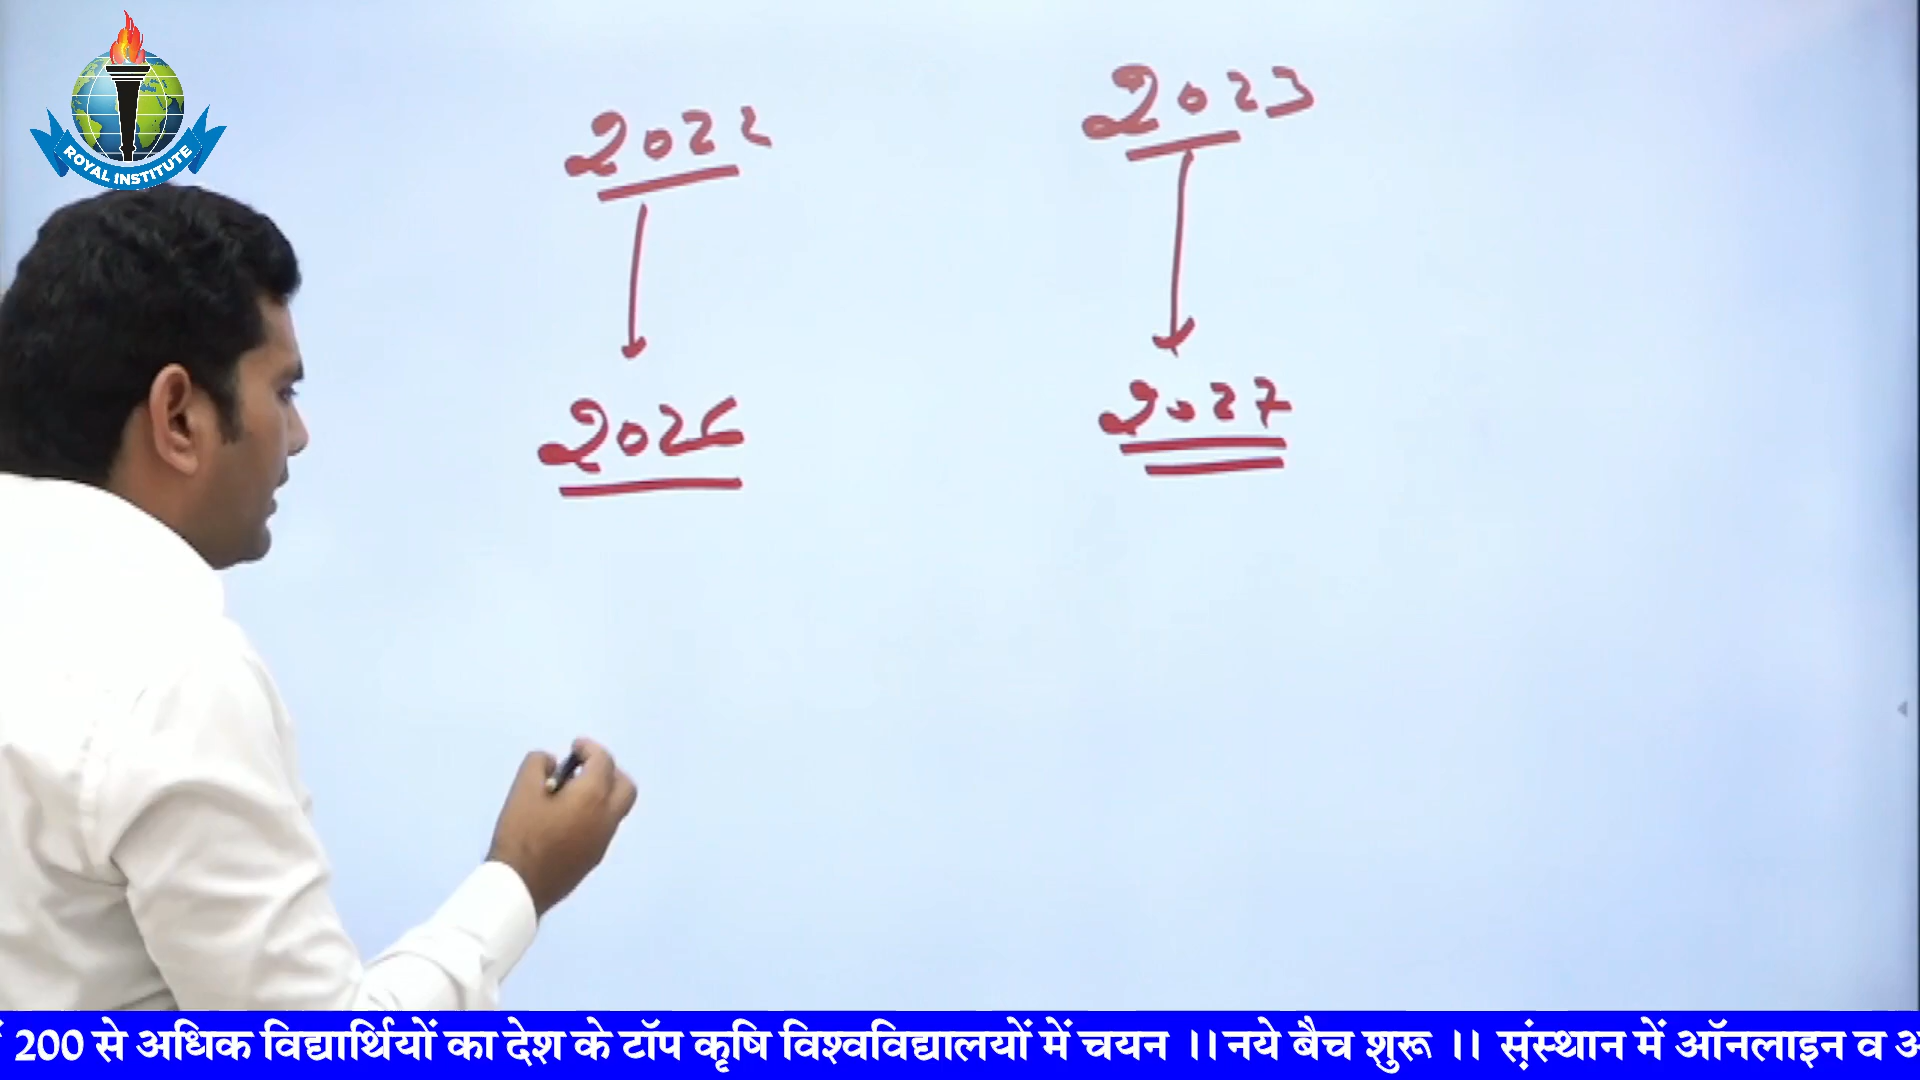 ROYAL INSTITUTE
2022
2023
2026
2027
200 से अधिक विद्यार्थियों का देश के टॉप कृषि विश्वविद्यालयों में चयन ।। नये बैच शुरू ।। संस्थान में ऑनलाइन व